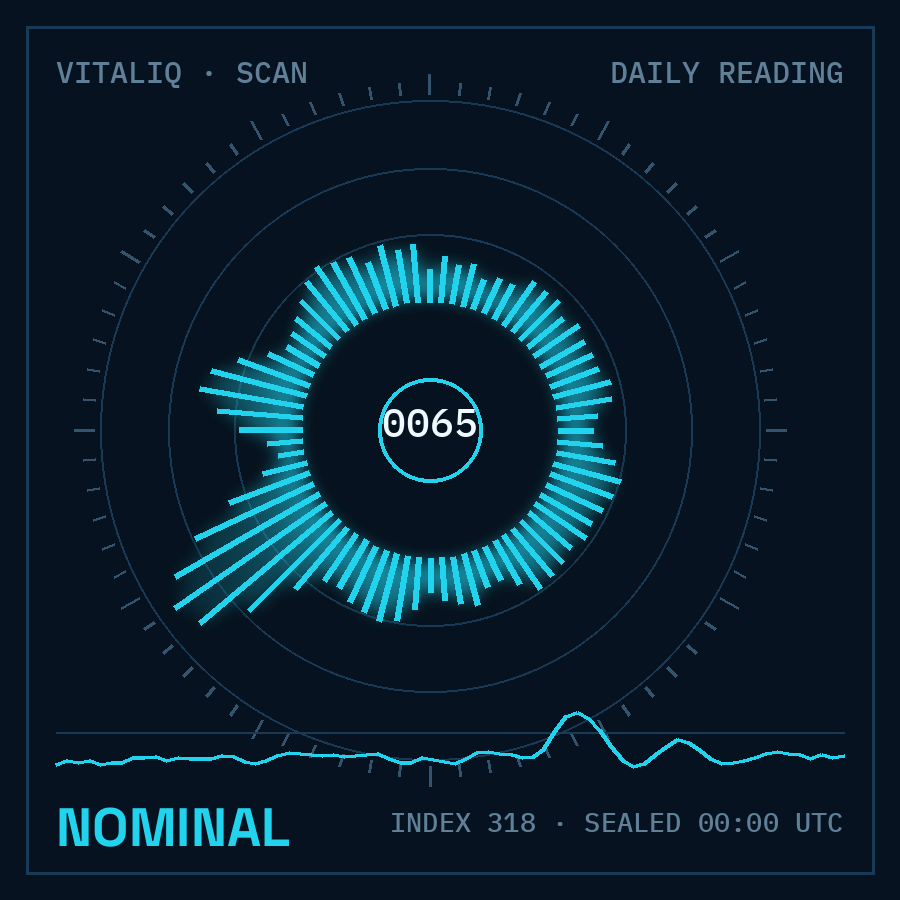 VITALIQ · SCAN
DAILY READING
0065
NOMINAL
INDEX 318 · SEALED 00:00 UTC